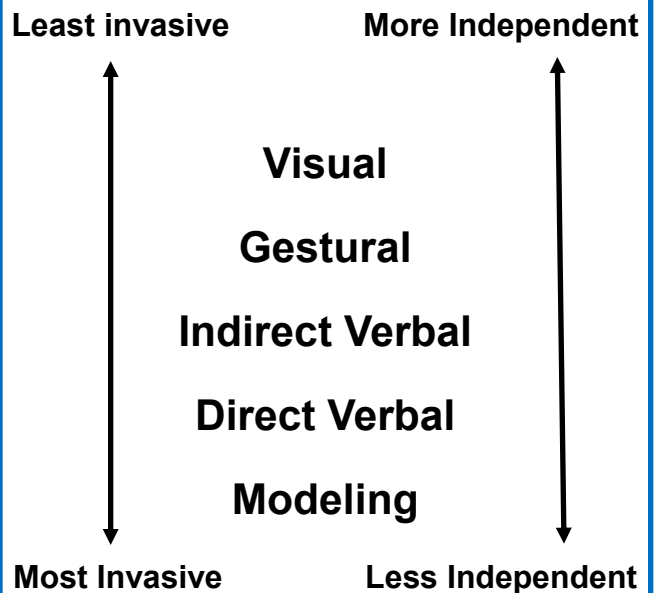 Least invasive More Independent
Visual
Gestural
Indirect Verbal
Direct Verbal
Modeling
Most Invasive Less Independent